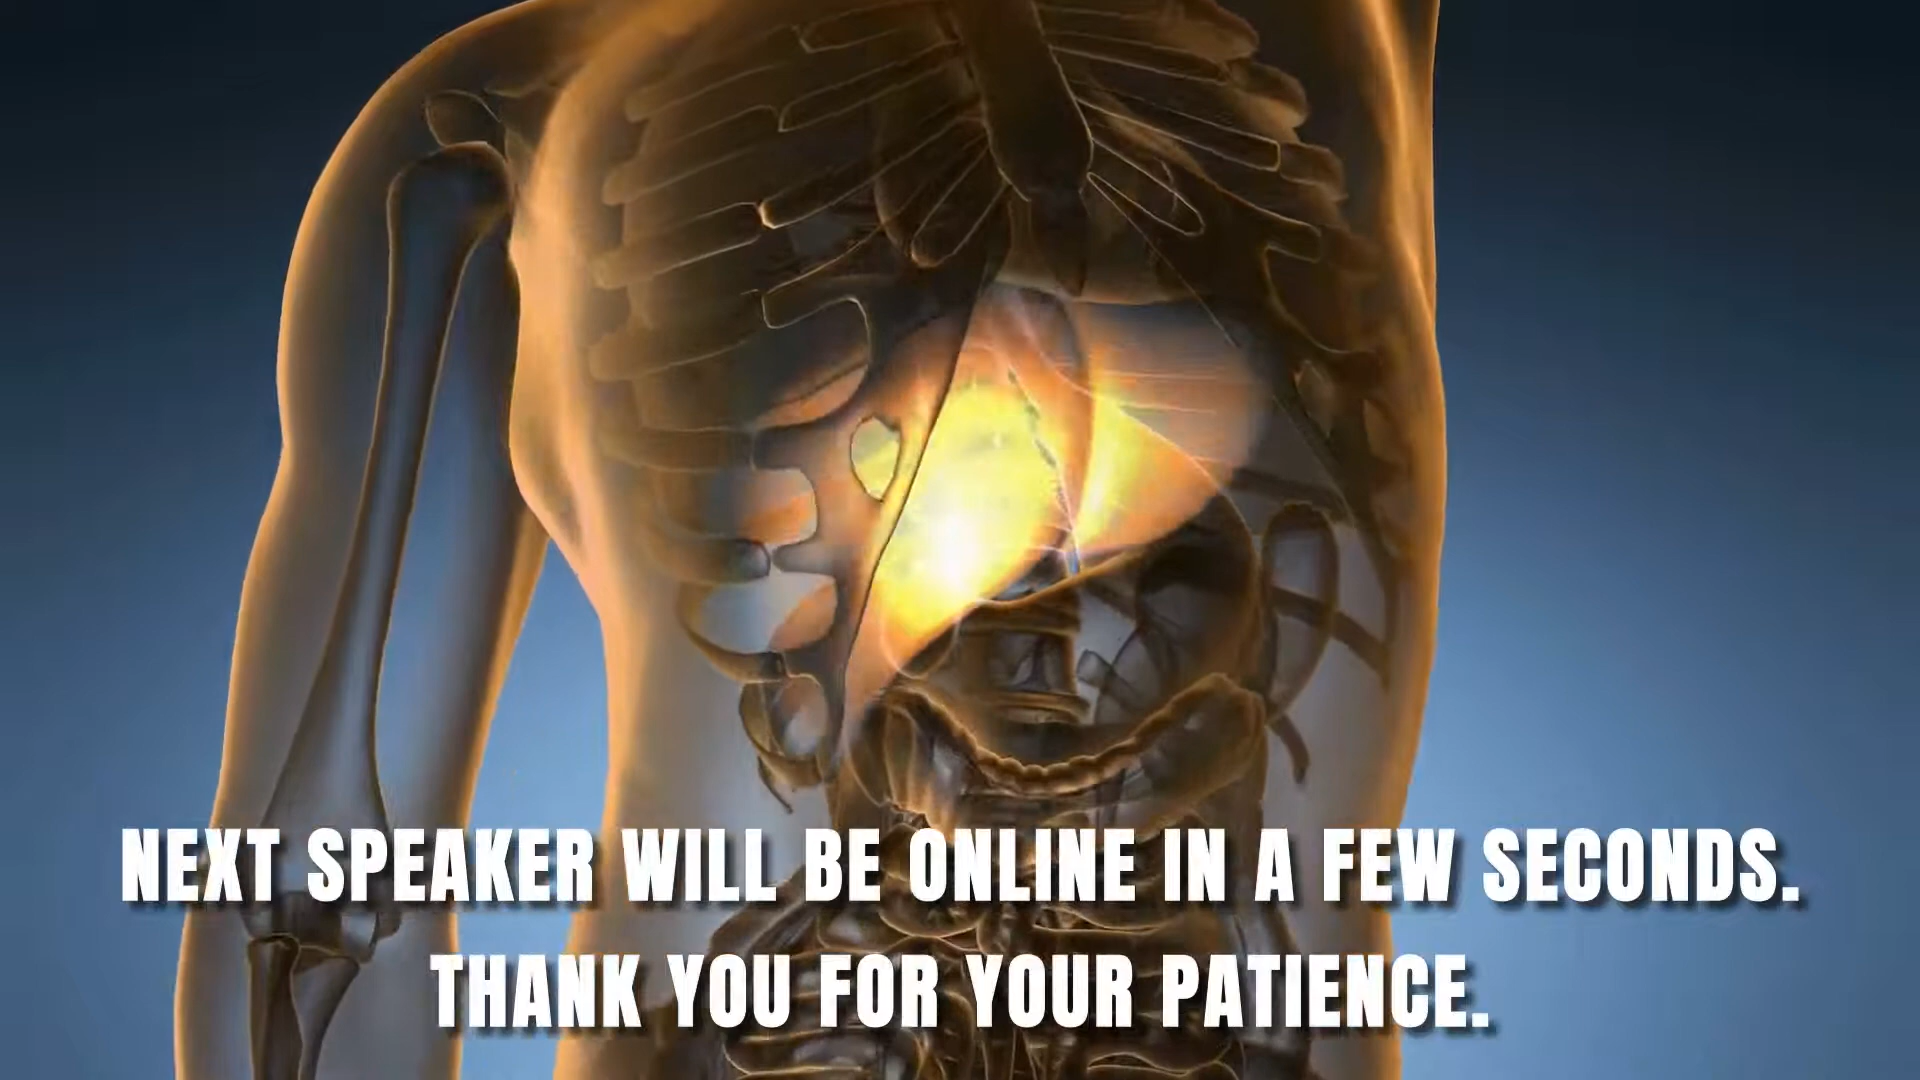 NEXT SPEAKER WILL BE ONLINE IN A FEW SECONDS.
THANK YOU FOR YOUR PATIENCE.